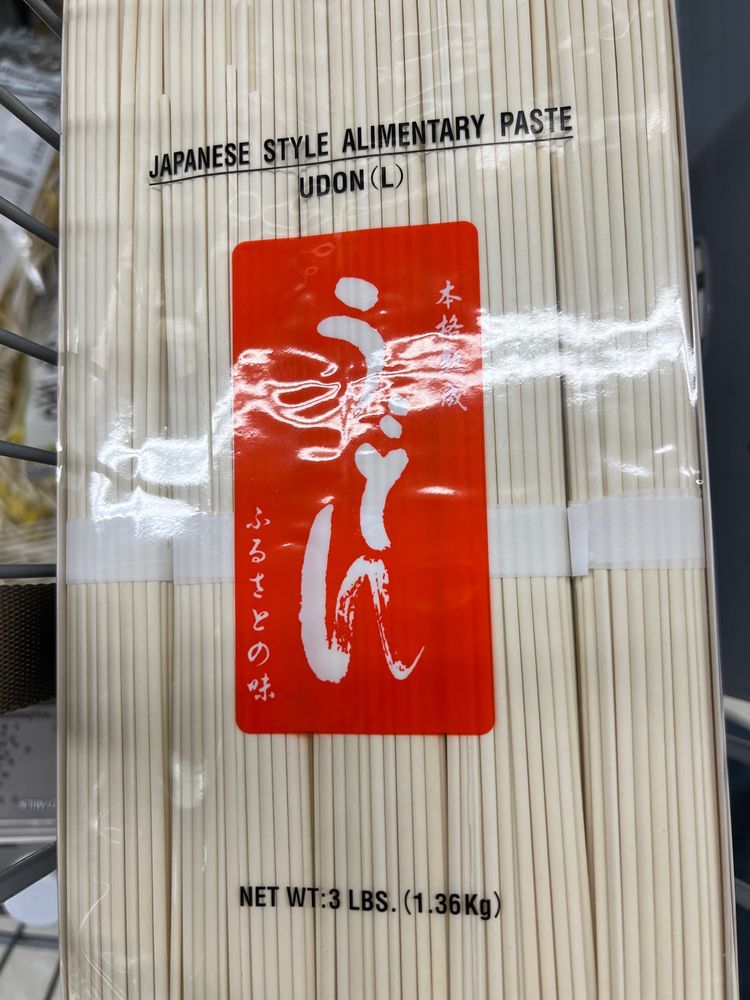 JAPANESE STYLE ALIMENTARY PASTE
UDON (L)
本格熟成
うどん
ふるさとの味
NET WT:3 LBS. (1.36Kg)